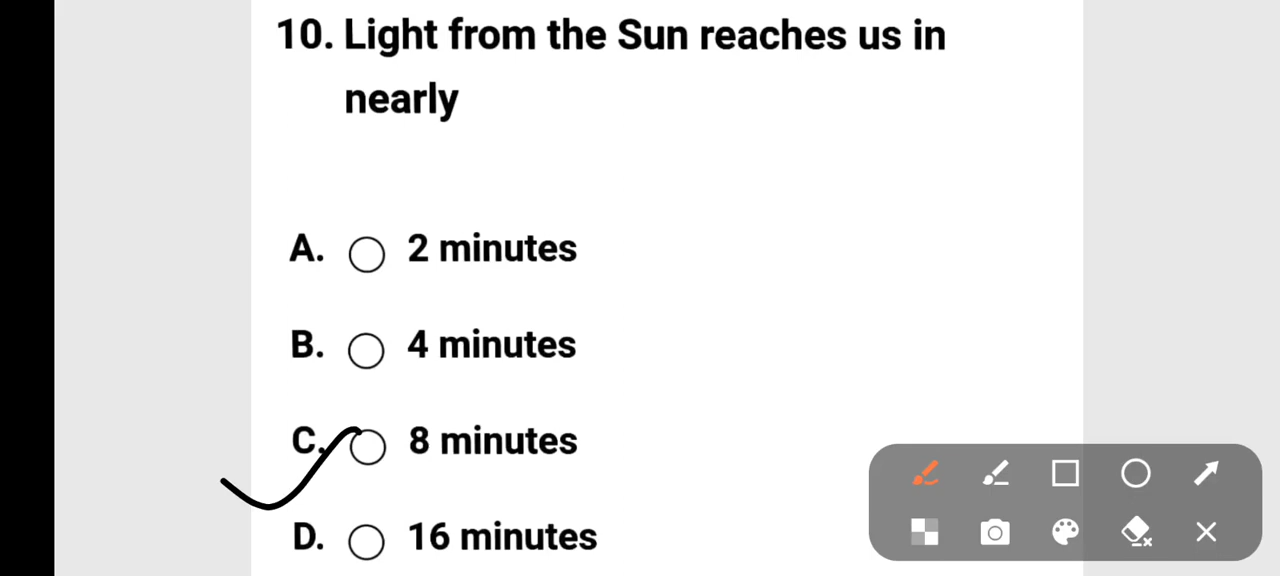 10. Light from the Sun reaches us in
nearly
A. 2 minutes
B. 4 minutes
C. 8 minutes
D. 16 minutes